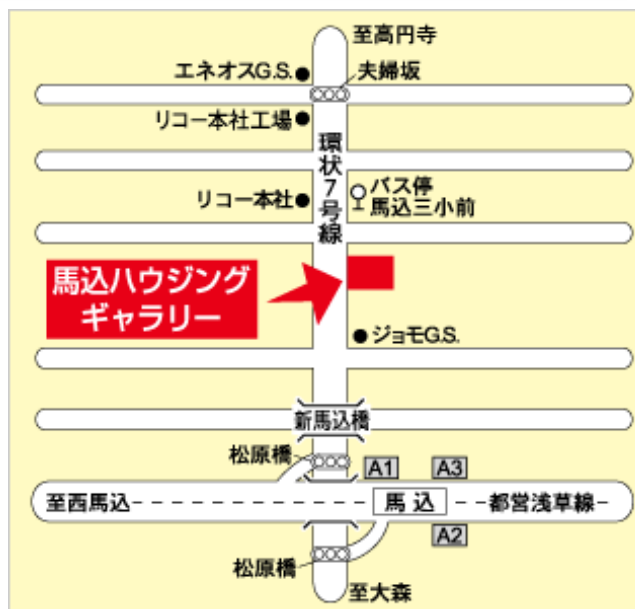 至高円寺
エネオスG.S.
夫婦坂
リコー本社工場
環状7号線
バス停
馬込三小前
リコー本社
馬込ハウジング
ギャラリー
ジョモG.S.
新馬込橋
松原橋
A1
A3
至西馬込
馬込
都営浅草線
A2
松原橋
至大森